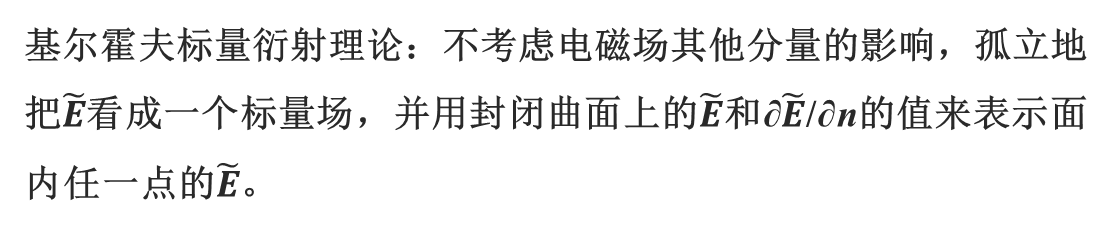 基尔霍夫标量衍射理论：不考虑电磁场其他分量的影响，孤立地
把Ẽ看成一个标量场，并用封闭曲面上的Ẽ和∂Ẽ/∂n的值来表示面
内任一点的Ẽ。